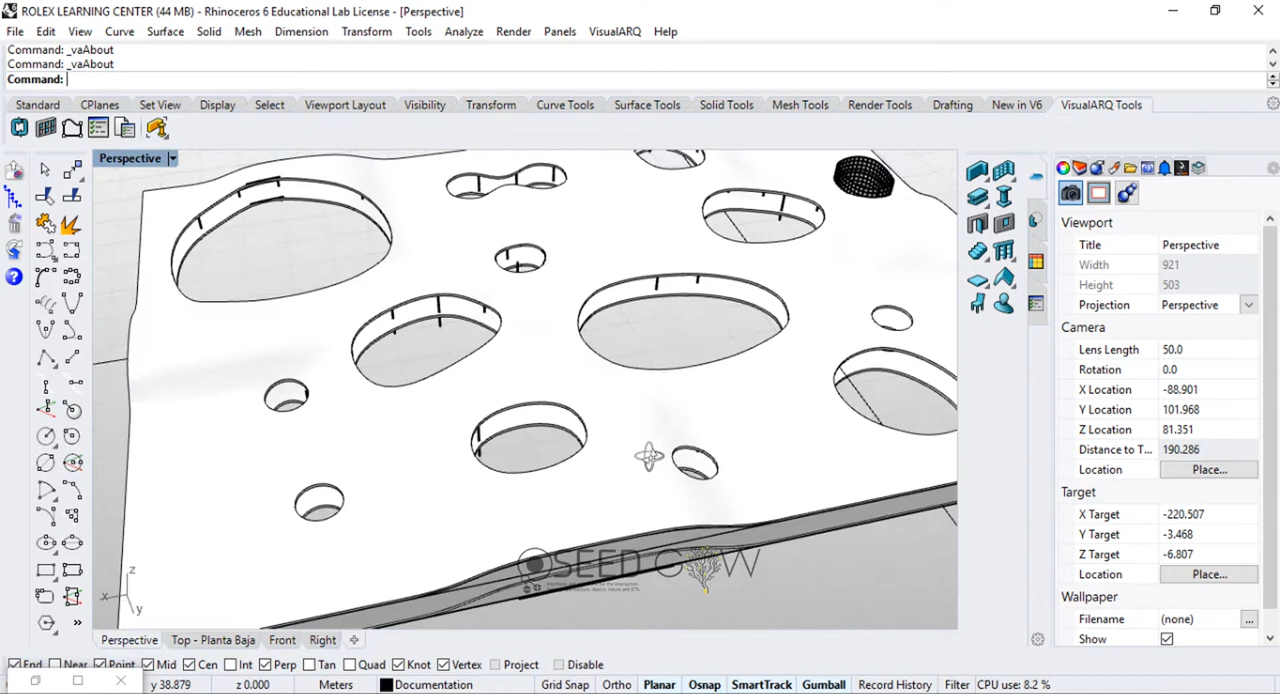 ROLEX LEARNING CENTER (44 MB) - Rhinoceros 6 Educational Lab License - [Perspective]
File Edit View Curve Surface Solid Mesh Dimension Transform Tools Analyze Render Panels VisualARQ Help
Command: _vaAbout
Command: _vaAbout
Command:
Standard CPlanes Set View Display Select Viewport Layout Visibility Transform Curve Tools Surface Tools Solid Tools Mesh Tools Render Tools Drafting New in V6 VisualARQ Tools
Perspective
Viewport
Title Perspective
Width 921
Height 503
Projection Perspective
Camera
Lens Length 50.0
Rotation 0.0
X Location -88.901
Y Location 101.968
Z Location 81.351
Distance to T... 190.286
Location Place...
Target
X Target -220.507
Y Target -3.468
Z Target -6.807
Location Place...
Wallpaper
Filename (none) ...
Show
z
x
y
Perspective Top - Planta Baja Front Right
End Near Point Mid Cen Int Perp Tan Quad Knot Vertex Project Disable
y 38.879 z 0.000 Meters Documentation Grid Snap Ortho Planar Osnap SmartTrack Gumball Record History Filter CPU use: 8.2 %